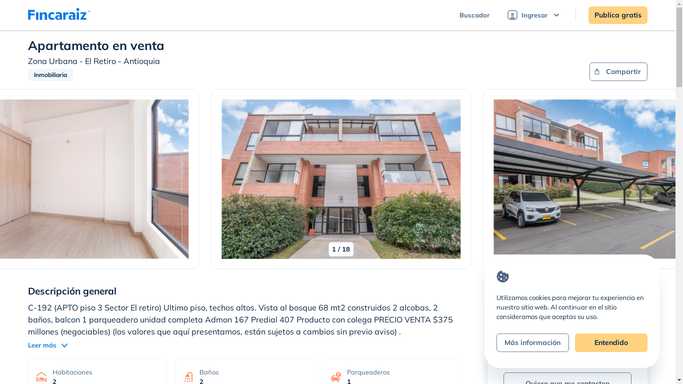 Fincaraiz
Buscador
Ingresar
Publica gratis
Apartamento en venta
Zona Urbana - El Retiro - Antioquia
Inmobiliaria
Compartir
1 / 18
Descripción general
C-192 (APTO piso 3 Sector El retiro) Ultimo piso, techos altos. Vista al bosque 68 mt2 construidos 2 alcobas, 2
baños, balcon 1 parqueadero unidad completa Admon 167 Predial 407 Producto con colega PRECIO VENTA $375
millones (negociables) (los valores que aquí presentamos, están sujetos a cambios sin previo aviso) .
Leer más
Habitaciones
2
Baños
2
Parqueaderos
1
Utilizamos cookies para mejorar tu experiencia en
nuestro sitio web. Al continuar en el sitio
consideramos que aceptas su uso.
Más información
Entendido
Quiero que me contacten